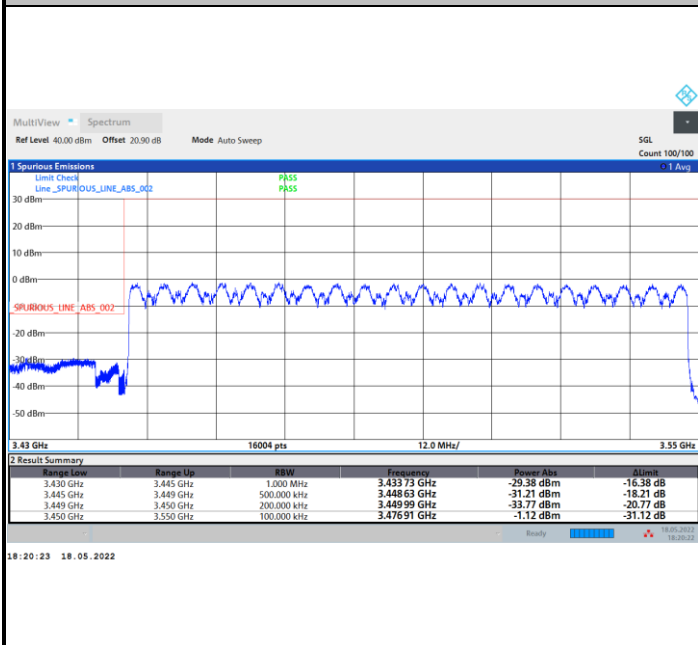 MultiView Spectrum
Ref Level 40.00 dBm Offset 20.90 dB Mode Auto Sweep SGL
Count 100/100
1 Spurious Emissions 1 Avg
Limit Check PASS
Line _SPURIOUS_LINE_ABS_002 PASS
30 dBm
20 dBm
10 dBm
0 dBm
SPURIOUS_LINE_ABS_002
-20 dBm
-30 dBm
-40 dBm
-50 dBm
3.43 GHz 16004 pts 12.0 MHz/ 3.55 GHz
2 Result Summary
Range Low Range Up RBW Frequency Power Abs ΔLimit
3.430 GHz 3.445 GHz 1.000 MHz 3.433 73 GHz -29.38 dBm -16.38 dB
3.445 GHz 3.449 GHz 500.000 kHz 3.448 63 GHz -31.21 dBm -18.21 dB
3.449 GHz 3.450 GHz 200.000 kHz 3.449 99 GHz -33.77 dBm -20.77 dB
3.450 GHz 3.550 GHz 100.000 kHz 3.476 91 GHz -1.12 dBm -31.12 dB
Ready 18.05.2022
18:20:22
18:20:23 18.05.2022